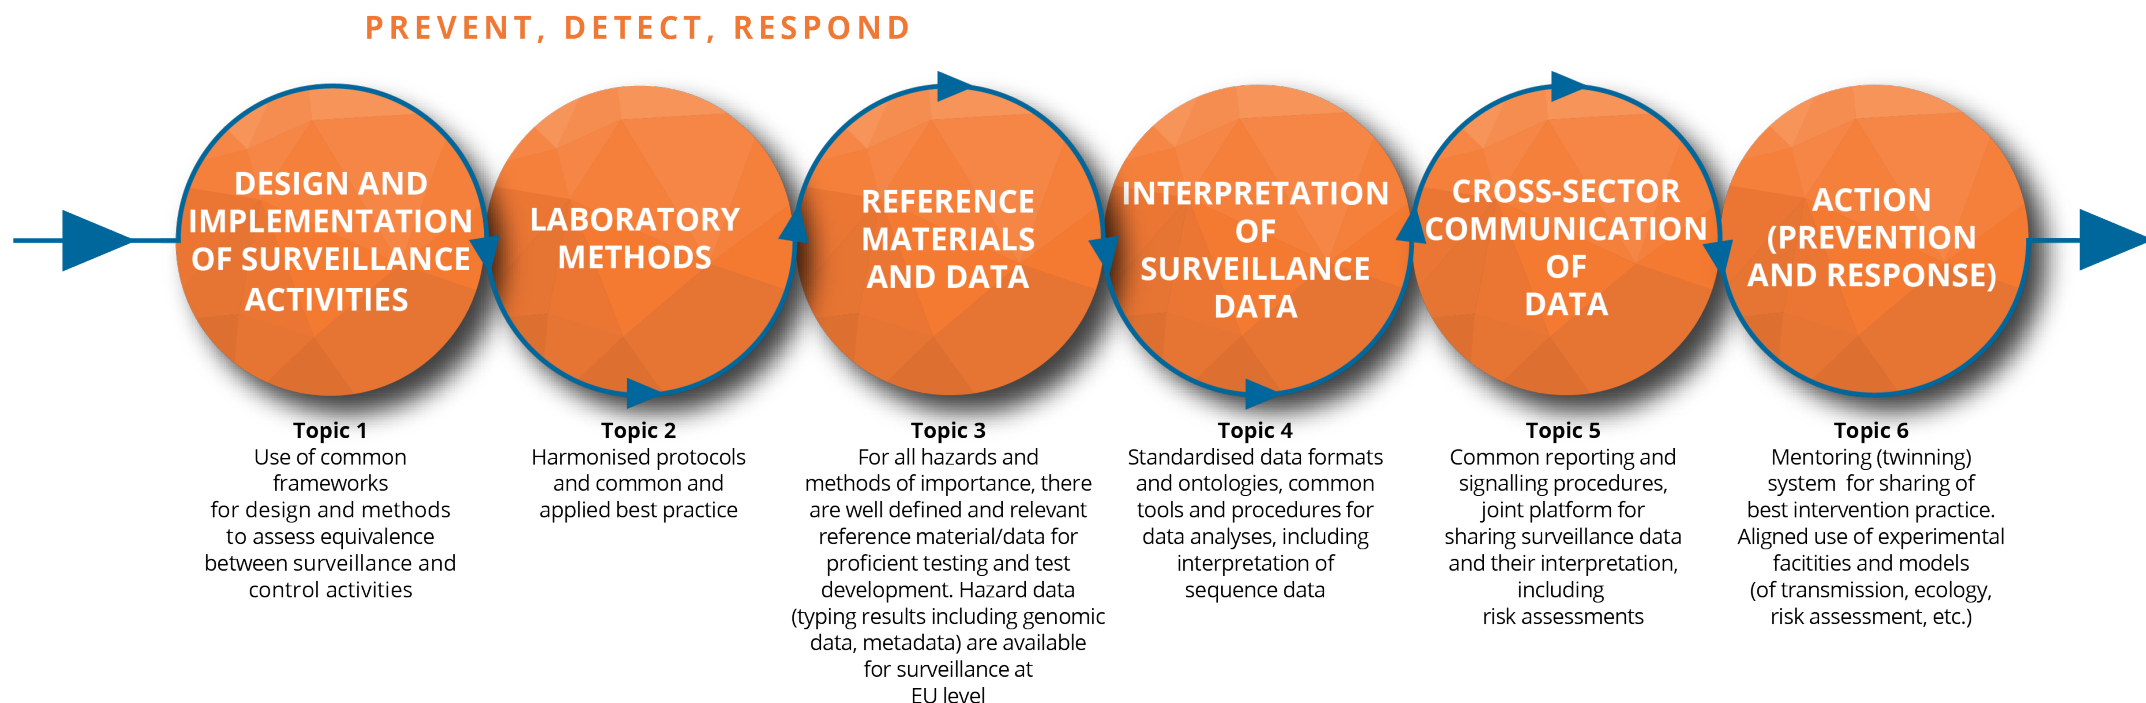 PREVENT, DETECT, RESPOND
DESIGN AND
IMPLEMENTATION
OF SURVEILLANCE
ACTIVITIES
LABORATORY
METHODS
REFERENCE
MATERIALS
AND DATA
INTERPRETATION
OF
SURVEILLANCE
DATA
CROSS-SECTOR
COMMUNICATION
OF
DATA
ACTION
(PREVENTION
AND RESPONSE)
Topic 1
Use of common
frameworks
for design and methods
to assess equivalence
between surveillance and
control activities
Topic 2
Harmonised protocols
and common and
applied best practice
Topic 3
For all hazards and
methods of importance, there
are well defined and relevant
reference material/data for
proficient testing and test
development. Hazard data
(typing results including genomic
data, metadata) are available
for surveillance at
EU level
Topic 4
Standardised data formats
and ontologies, common
tools and procedures for
data analyses, including
interpretation of
sequence data
Topic 5
Common reporting and
signalling procedures,
joint platform for
sharing surveillance data
and their interpretation,
including
risk assessments
Topic 6
Mentoring (twinning)
system  for sharing of
best intervention practice.
Aligned use of experimental
facitities and models
(of transmission, ecology,
risk assessment, etc.)